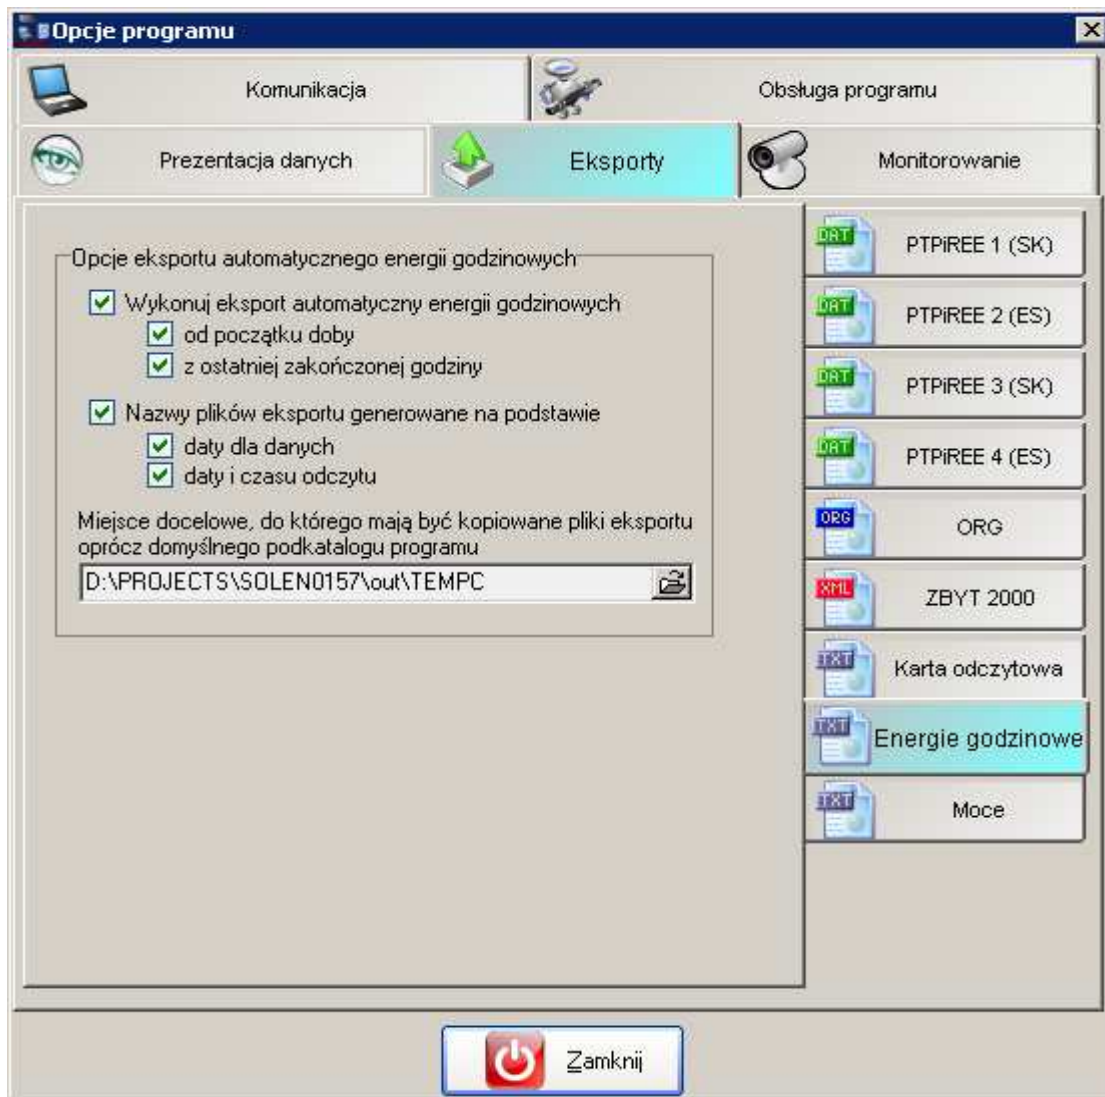 Opcje programu
Komunikacja
Obsługa programu
Prezentacja danych
Eksporty
Monitorowanie
Opcje eksportu automatycznego energii godzinowych
Wykonuj eksport automatyczny energii godzinowych
od początku doby
z ostatniej zakończonej godziny
Nazwy plików eksportu generowane na podstawie
daty dla danych
daty i czasu odczytu
Miejsce docelowe, do którego mają być kopiowane pliki eksportu
oprócz domyślnego podkatalogu programu
D:\PROJECTS\SOLEN0157\out\TEMPC
DAT PTPiREE 1 (SK)
DAT PTPiREE 2 (ES)
DAT PTPiREE 3 (SK)
DAT PTPiREE 4 (ES)
ORG ORG
XML ZBYT 2000
TXT Karta odczytowa
TXT Energie godzinowe
TXT Moce
Zamknij